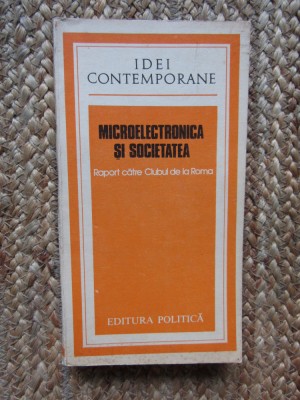 IDEI
CONTEMPORANE
MICROELECTRONICA
ȘI SOCIETATEA
Raport către Clubul de la Roma
EDITURA POLITICĂ